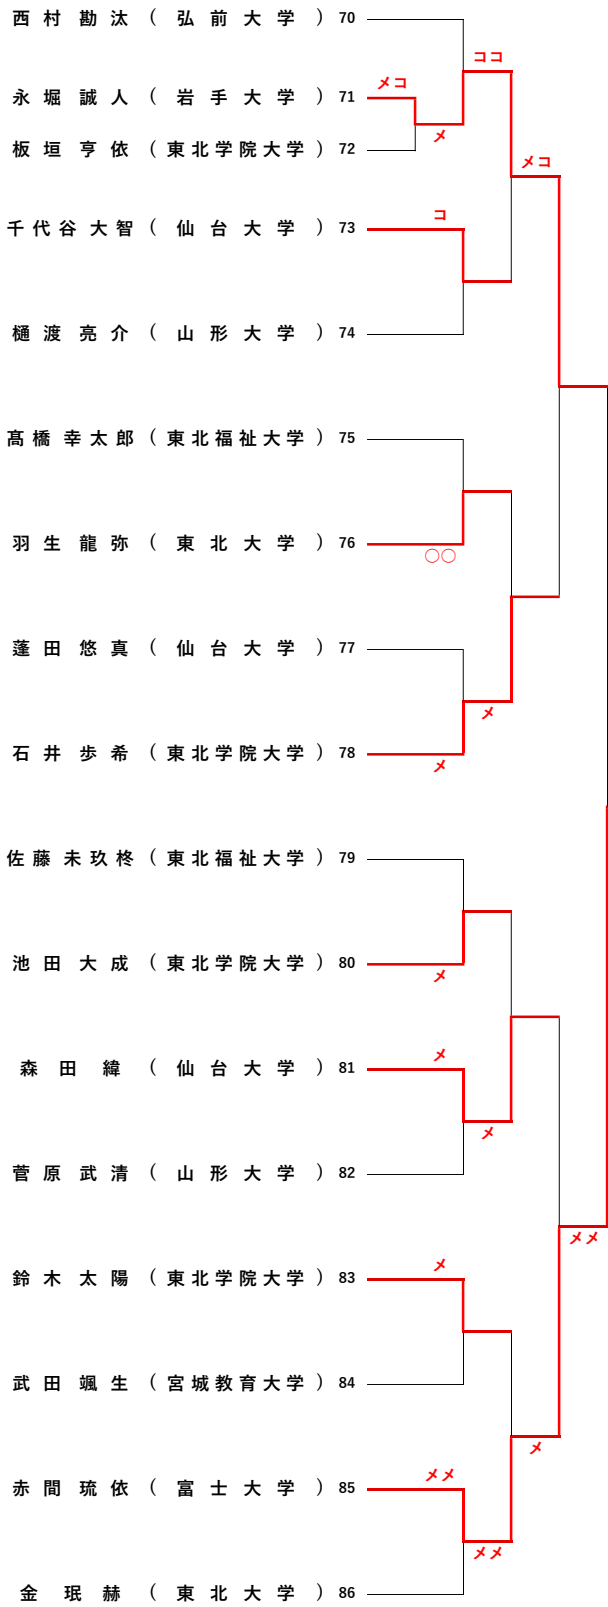 西村勘汰 ( 弘前大学 ) 70
ココ
永堀誠人 ( 岩手大学 ) 71 メコ
メ
板垣亨依 ( 東北学院大学 ) 72
メコ
千代谷大智 ( 仙台大学 ) 73 コ
樋渡亮介 ( 山形大学 ) 74
髙橋幸太郎 ( 東北福祉大学 ) 75
羽生龍弥 ( 東北大学 ) 76
〇〇
蓬田悠真 ( 仙台大学 ) 77
メ
石井歩希 ( 東北学院大学 ) 78
メ
佐藤未玖柊 ( 東北福祉大学 ) 79
池田大成 ( 東北学院大学 ) 80
メ
森田緯 ( 仙台大学 ) 81 メ
メ
菅原武清 ( 山形大学 ) 82
メメ
鈴木太陽 ( 東北学院大学 ) 83 メ
武田颯生 ( 宮城教育大学 ) 84
メ
赤間琉依 ( 富士大学 ) 85 メメ
メメ
金珉赫 ( 東北大学 ) 86